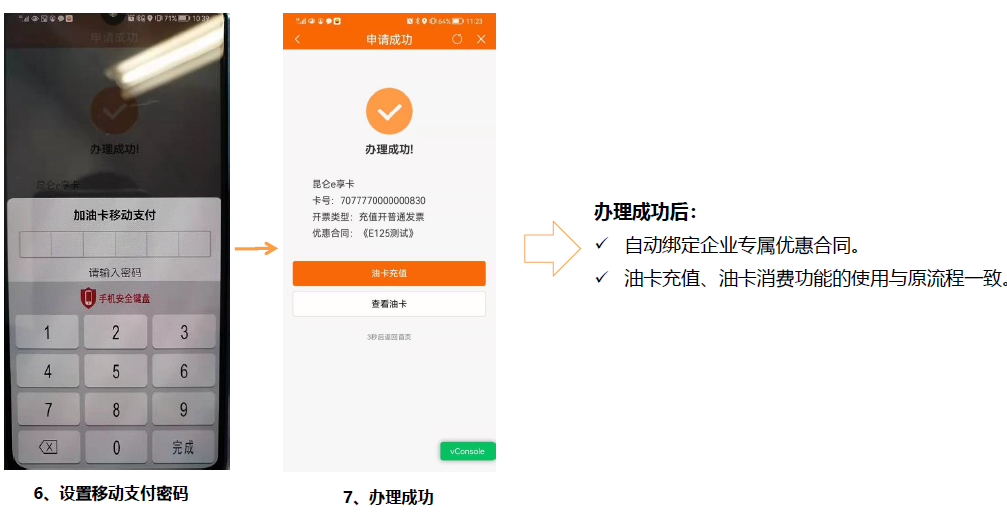 10:39
71%
申请成功
办理成功!
昆仑e享卡
加油卡移动支付
请输入密码
手机安全键盘
1 2 3
4 5 6
7 8 9
0 完成
6、设置移动支付密码
64% 11:23
申请成功
办理成功!
昆仑e享卡
卡号：7077770000000830
开票类型：充值开普通发票
优惠合同：《E125测试》
油卡充值
查看油卡
3秒后返回首页
vConsole
7、办理成功
办理成功后：
✓ 自动绑定企业专属优惠合同。
✓ 油卡充值、油卡消费功能的使用与原流程一致。